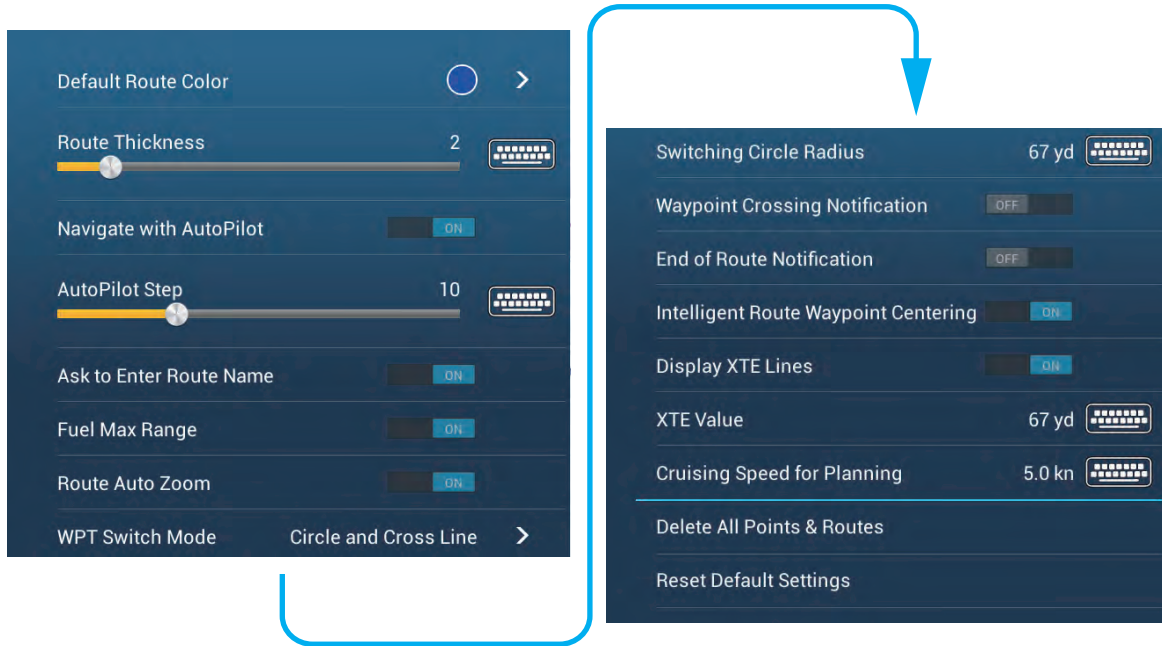 Default Route Color
Route Thickness 2
Navigate with AutoPilot ON
AutoPilot Step 10
Ask to Enter Route Name ON
Fuel Max Range ON
Route Auto Zoom ON
WPT Switch Mode Circle and Cross Line
Switching Circle Radius 67 yd
Waypoint Crossing Notification OFF
End of Route Notification OFF
Intelligent Route Waypoint Centering ON
Display XTE Lines ON
XTE Value 67 yd
Cruising Speed for Planning 5.0 kn
Delete All Points & Routes
Reset Default Settings